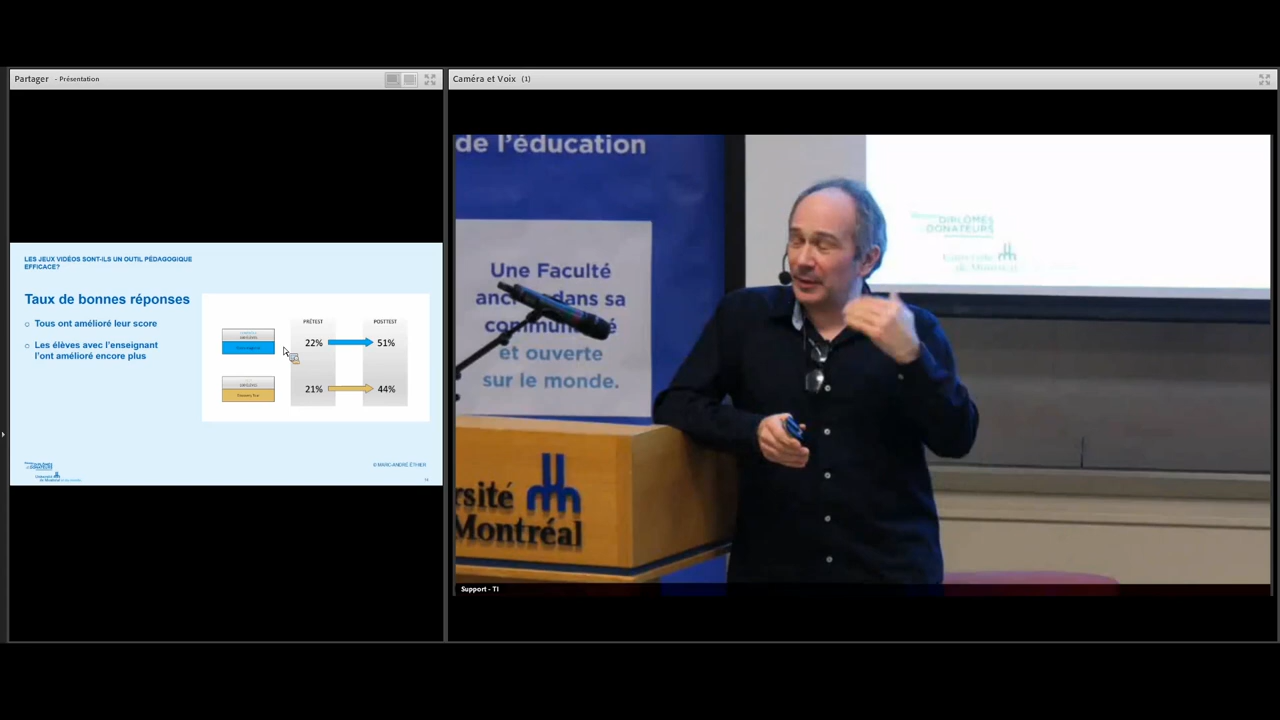 Partager - Présentation
Caméra et Voix (1)
LES JEUX VIDÉOS SONT-ILS UN OUTIL PÉDAGOGIQUE
EFFICACE?
Taux de bonnes réponses
o Tous ont amélioré leur score
o Les élèves avec l'enseignant
l'ont amélioré encore plus
PRÉTEST POSTTEST
22% 51%
21% 44%
© MARC-ANDRÉ ÉTHIER
de l'éducation
Une Faculté
dans sa
et ouverte
sur le monde.
DIPLÔMÉS
DONATEURS
Université
de Montréal
rsité
Montréal
Support - TI